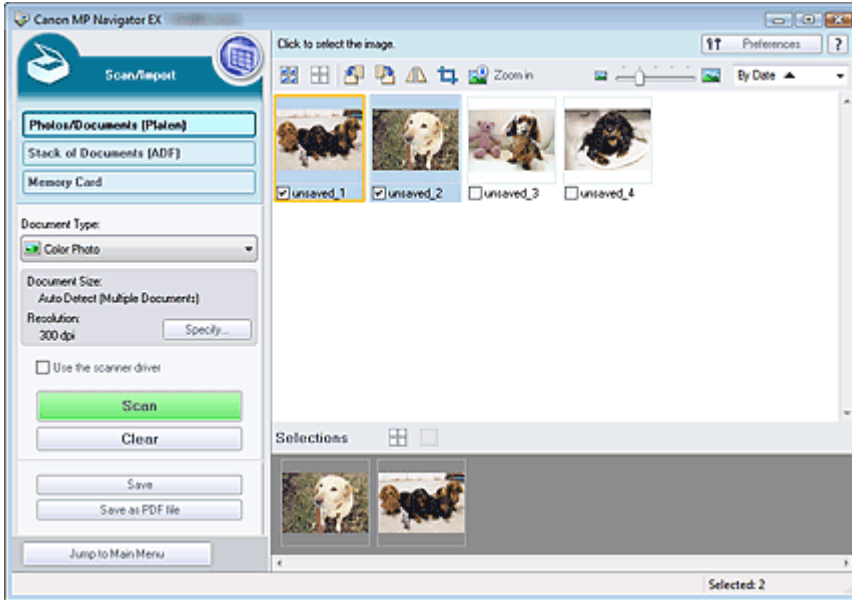 Canon MP Navigator EX
Scan/Import
Click to select the image.
Preferences
?
Zoom in
By Date
Photos/Documents (Platen)
Stack of Documents (ADF)
Memory Card
unsaved_1
unsaved_2
unsaved_3
unsaved_4
Document Type:
Color Photo
Document Size:
Auto Detect (Multiple Documents)
Resolution:
300 dpi
Specify...
Use the scanner driver
Scan
Clear
Selections
Save
Save as PDF file
Jump to Main Menu
Selected: 2